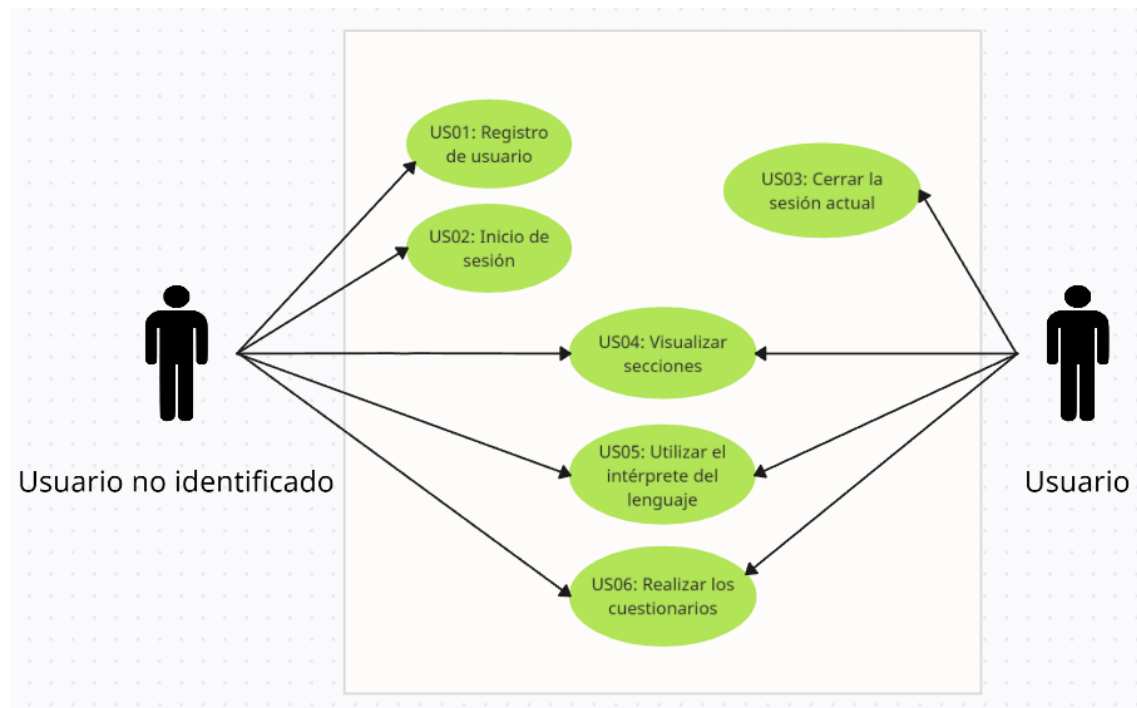 US01: Registro
de usuario
US02: Inicio de
sesión
US03: Cerrar la
sesión actual
US04: Visualizar
secciones
US05: Utilizar el
intérprete del
lenguaje
US06: Realizar los
cuestionarios
Usuario no identificado
Usuario